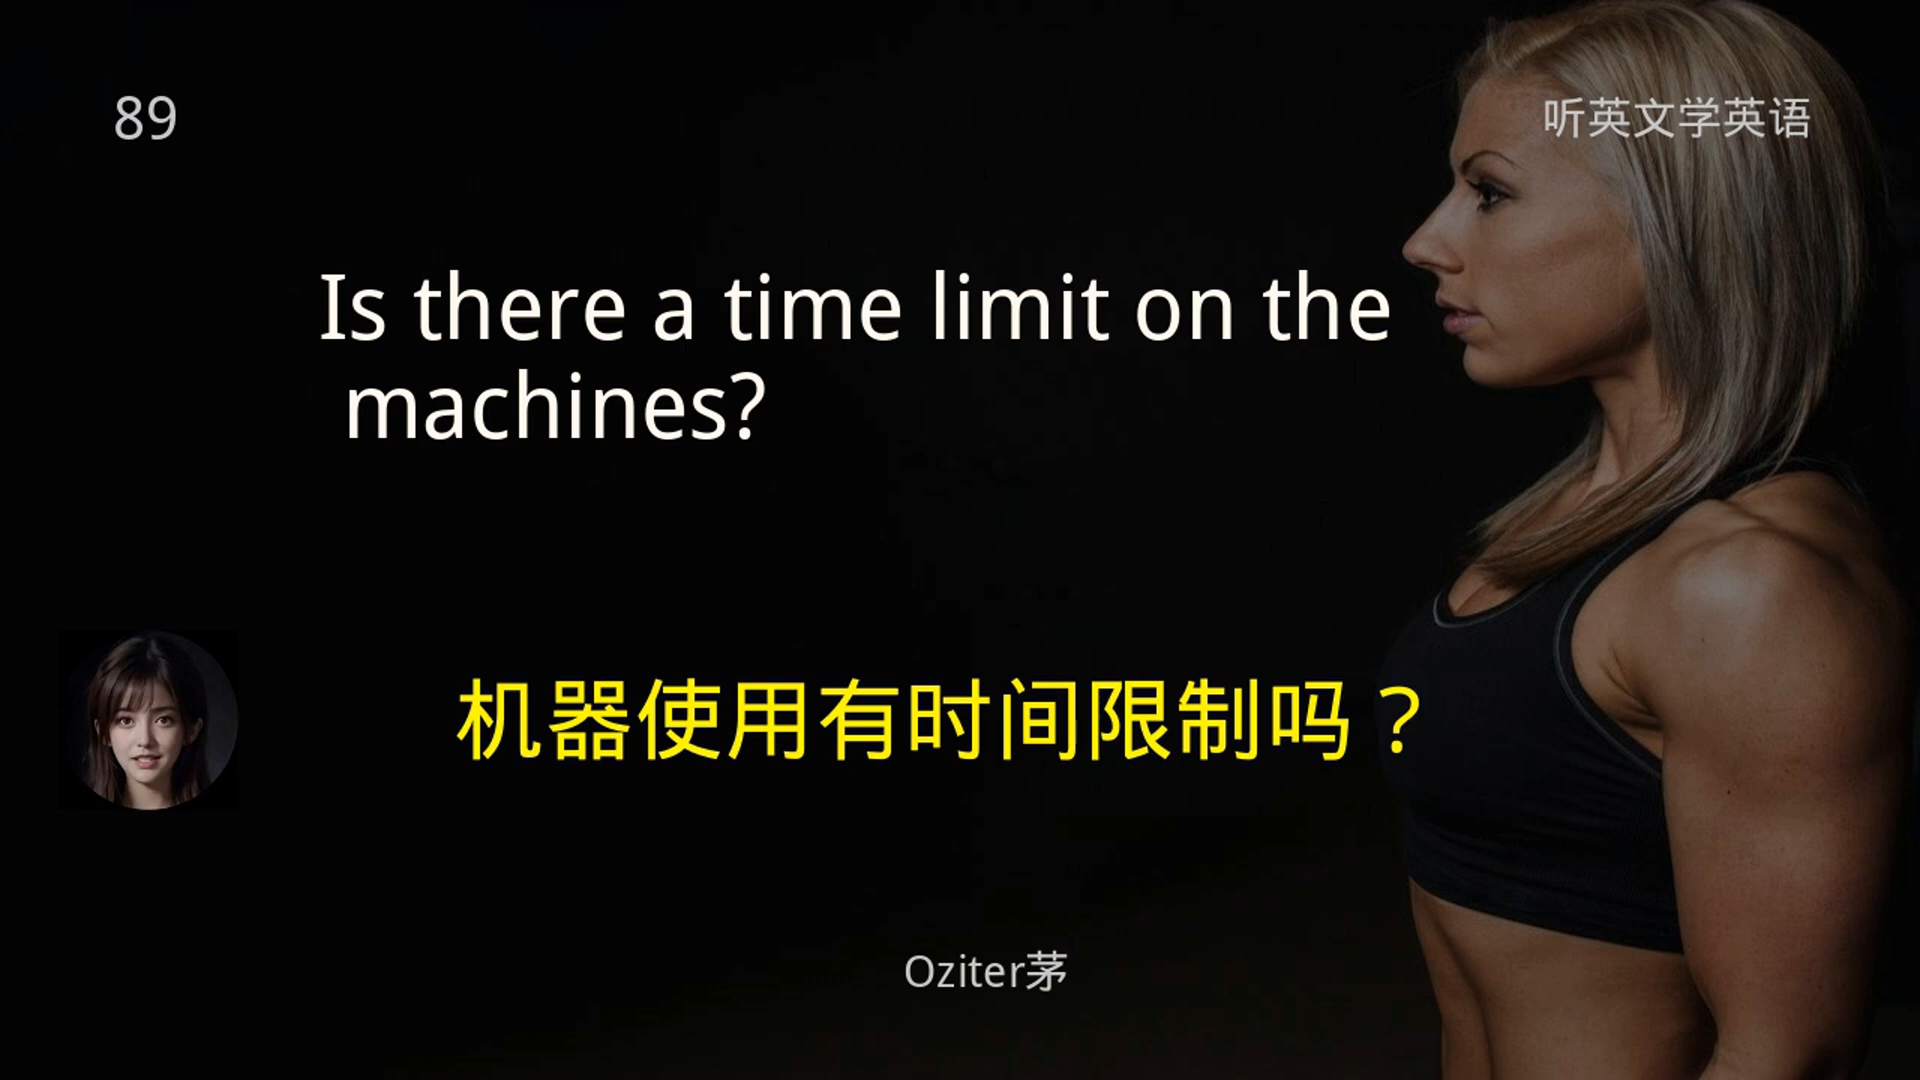 89
听英文学英语
Is there a time limit on the
machines?
机器使用有时间限制吗？
Oziter茅